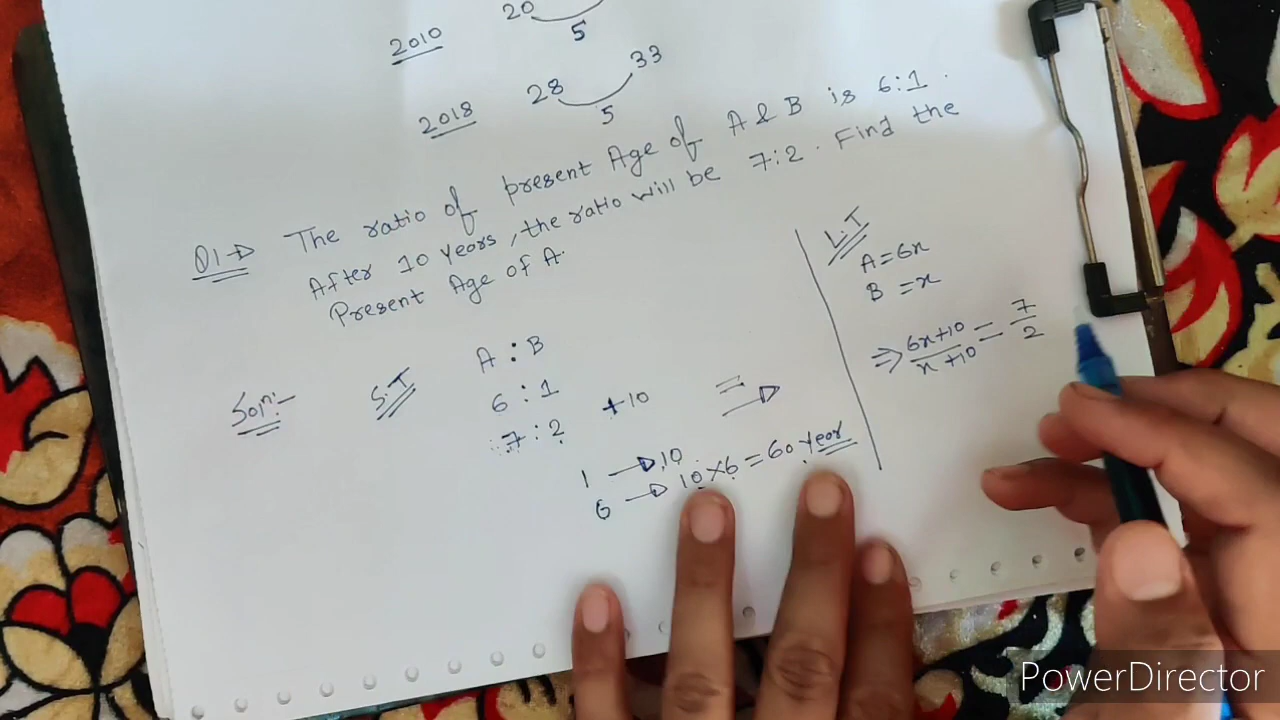 20
5
2010
28 33
5
2018
Q1→ The ratio of present Age of A & B is 6:1.
After 10 years, the ratio will be 7:2. Find the
Present Age of A.
Soln:-
S.T
A : B
6 : 1
7 : 2 +10
=
→
1 → 10
6 → 10×6=60 year
L.T
A=6x
B =x
⇒ 6x+10/x+10 = 7/2
PowerDirector